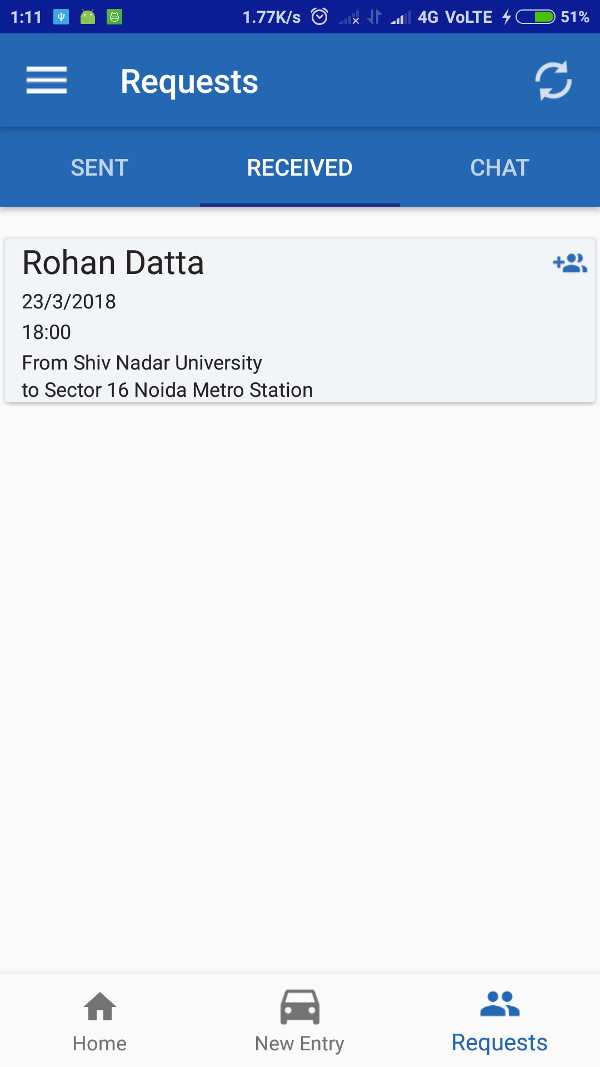 1:11 1.77K/s 4G VoLTE 51%
Requests
SENT RECEIVED CHAT
Rohan Datta
23/3/2018
18:00
From Shiv Nadar University
to Sector 16 Noida Metro Station
Home New Entry Requests